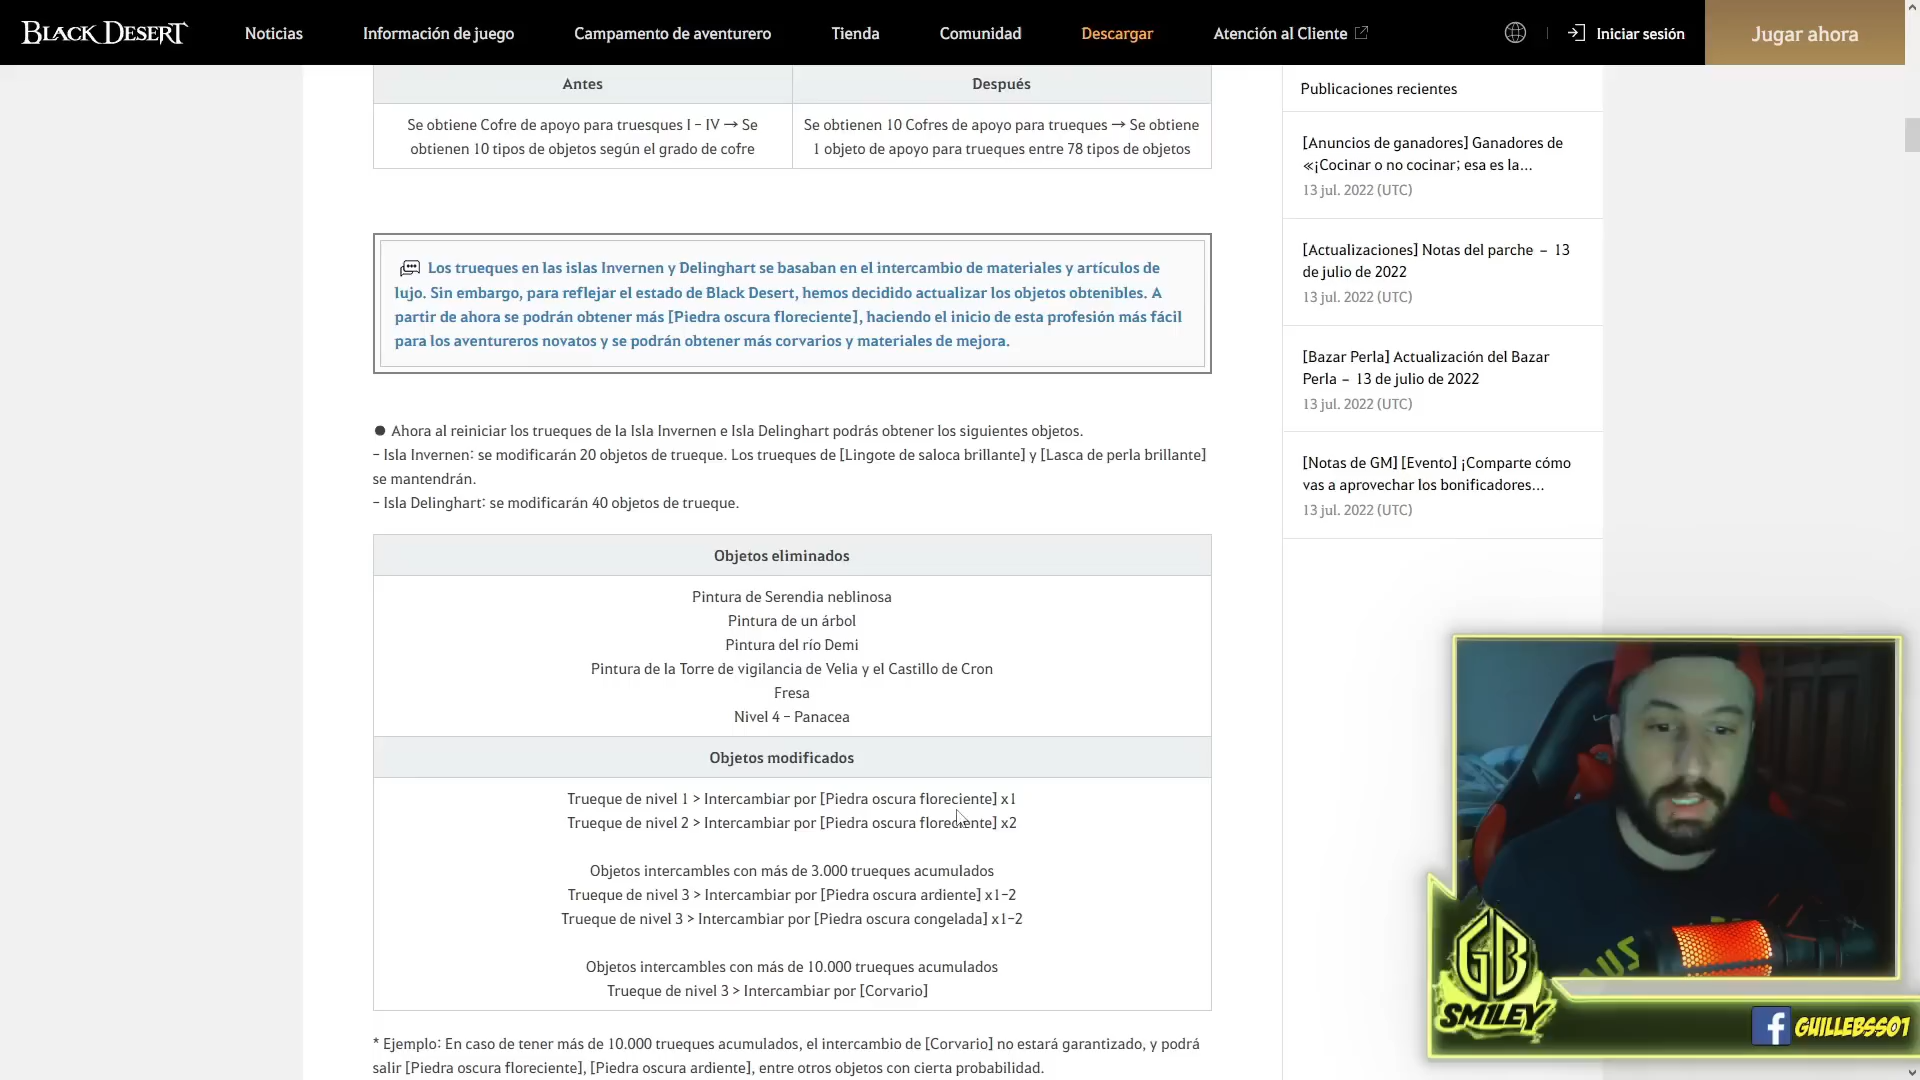 BLACK DESERT
Noticias
Información de juego
Campamento de aventurero
Tienda
Comunidad
Descargar
Atención al Cliente
Iniciar sesión
Jugar ahora
Antes
Después
Se obtiene Cofre de apoyo para truesques I - IV → Se
obtienen 10 tipos de objetos según el grado de cofre
Se obtienen 10 Cofres de apoyo para trueques → Se obtiene
1 objeto de apoyo para trueques entre 78 tipos de objetos
Los trueques en las islas Invernen y Delinghart se basaban en el intercambio de materiales y artículos de
lujo. Sin embargo, para reflejar el estado de Black Desert, hemos decidido actualizar los objetos obtenibles. A
partir de ahora se podrán obtener más [Piedra oscura floreciente], haciendo el inicio de esta profesión más fácil
para los aventureros novatos y se podrán obtener más corvarios y materiales de mejora.
● Ahora al reiniciar los trueques de la Isla Invernen e Isla Delinghart podrás obtener los siguientes objetos.
- Isla Invernen: se modificarán 20 objetos de trueque. Los trueques de [Lingote de saloca brillante] y [Lasca de perla brillante]
se mantendrán.
- Isla Delinghart: se modificarán 40 objetos de trueque.
Objetos eliminados
Pintura de Serendia neblinosa
Pintura de un árbol
Pintura del río Demi
Pintura de la Torre de vigilancia de Velia y el Castillo de Cron
Fresa
Nivel 4 - Panacea
Objetos modificados
Trueque de nivel 1 > Intercambiar por [Piedra oscura floreciente] x1
Trueque de nivel 2 > Intercambiar por [Piedra oscura floreciente] x2
Objetos intercambles con más de 3.000 trueques acumulados
Trueque de nivel 3 > Intercambiar por [Piedra oscura ardiente] x1-2
Trueque de nivel 3 > Intercambiar por [Piedra oscura congelada] x1-2
Objetos intercambles con más de 10.000 trueques acumulados
Trueque de nivel 3 > Intercambiar por [Corvario]
* Ejemplo: En caso de tener más de 10.000 trueques acumulados, el intercambio de [Corvario] no estará garantizado, y podrá
salir [Piedra oscura floreciente], [Piedra oscura ardiente], entre otros objetos con cierta probabilidad.
Publicaciones recientes
[Anuncios de ganadores] Ganadores de
«¡Cocinar o no cocinar; esa es la...
13 jul. 2022 (UTC)
[Actualizaciones] Notas del parche - 13
de julio de 2022
13 jul. 2022 (UTC)
[Bazar Perla] Actualización del Bazar
Perla - 13 de julio de 2022
13 jul. 2022 (UTC)
[Notas de GM] [Evento] ¡Comparte cómo
vas a aprovechar los bonificadores...
13 jul. 2022 (UTC)
GB
SMILEY
f
GUILLEBSS01